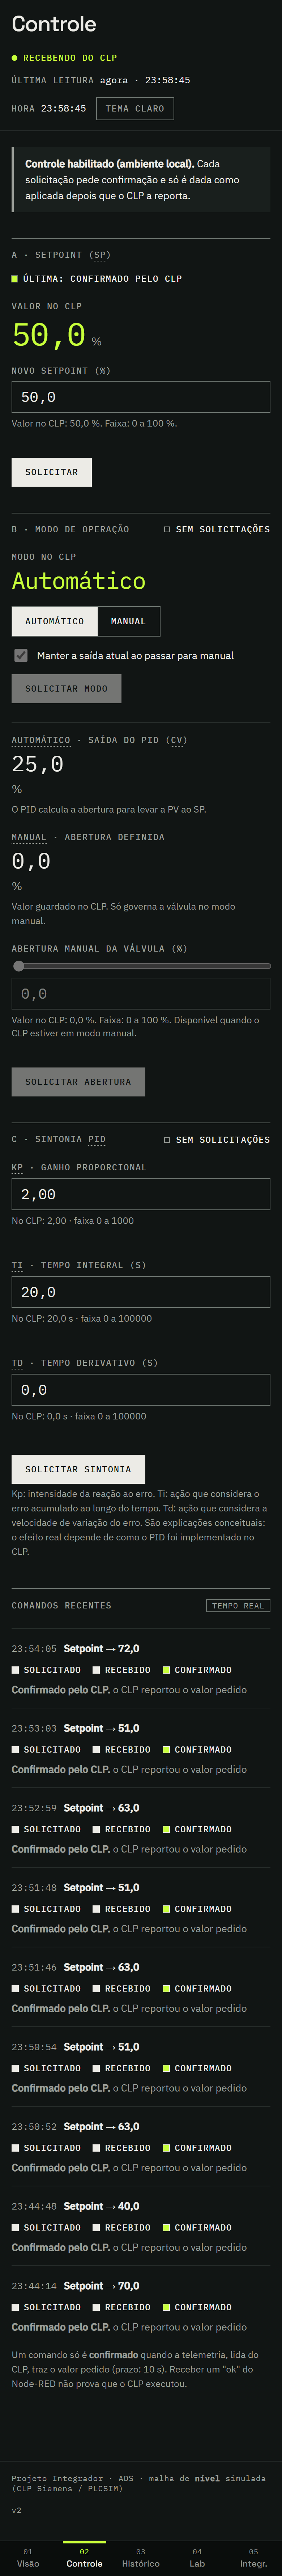 Controle
RECEBENDO DO CLP
ÚLTIMA LEITURA agora · 23:58:45
HORA 23:58:45 TEMA CLARO
Controle habilitado (ambiente local). Cada
solicitação pede confirmação e só é dada como
aplicada depois que o CLP a reporta.
A · SETPOINT (SP)
ÚLTIMA: CONFIRMADO PELO CLP
VALOR NO CLP
50,0 %
NOVO SETPOINT (%)
50,0
Valor no CLP: 50,0 %. Faixa: 0 a 100 %.
SOLICITAR
B · MODO DE OPERAÇÃO SEM SOLICITAÇÕES
MODO NO CLP
Automático
AUTOMÁTICO MANUAL
Manter a saída atual ao passar para manual
SOLICITAR MODO
AUTOMÁTICO · SAÍDA DO PID (CV)
25,0
%
O PID calcula a abertura para levar a PV ao SP.
MANUAL · ABERTURA DEFINIDA
0,0
%
Valor guardado no CLP. Só governa a válvula no modo
manual.
ABERTURA MANUAL DA VÁLVULA (%)
0,0
Valor no CLP: 0,0 %. Faixa: 0 a 100 %. Disponível quando o
CLP estiver em modo manual.
SOLICITAR ABERTURA
C · SINTONIA PID SEM SOLICITAÇÕES
KP · GANHO PROPORCIONAL
2,00
No CLP: 2,00 · faixa 0 a 1000
TI · TEMPO INTEGRAL (S)
20,0
No CLP: 20,0 s · faixa 0 a 100000
TD · TEMPO DERIVATIVO (S)
0,0
No CLP: 0,0 s · faixa 0 a 100000
SOLICITAR SINTONIA
Kp: intensidade da reação ao erro. Ti: ação que considera o
erro acumulado ao longo do tempo. Td: ação que considera a
velocidade de variação do erro. São explicações conceituais:
o efeito real depende de como o PID foi implementado no
CLP.
COMANDOS RECENTES TEMPO REAL
23:54:05 Setpoint → 72,0
SOLICITADO RECEBIDO CONFIRMADO
Confirmado pelo CLP. o CLP reportou o valor pedido
23:53:03 Setpoint → 51,0
SOLICITADO RECEBIDO CONFIRMADO
Confirmado pelo CLP. o CLP reportou o valor pedido
23:52:59 Setpoint → 63,0
SOLICITADO RECEBIDO CONFIRMADO
Confirmado pelo CLP. o CLP reportou o valor pedido
23:51:48 Setpoint → 51,0
SOLICITADO RECEBIDO CONFIRMADO
Confirmado pelo CLP. o CLP reportou o valor pedido
23:51:46 Setpoint → 63,0
SOLICITADO RECEBIDO CONFIRMADO
Confirmado pelo CLP. o CLP reportou o valor pedido
23:50:54 Setpoint → 51,0
SOLICITADO RECEBIDO CONFIRMADO
Confirmado pelo CLP. o CLP reportou o valor pedido
23:50:52 Setpoint → 63,0
SOLICITADO RECEBIDO CONFIRMADO
Confirmado pelo CLP. o CLP reportou o valor pedido
23:44:48 Setpoint → 40,0
SOLICITADO RECEBIDO CONFIRMADO
Confirmado pelo CLP. o CLP reportou o valor pedido
23:44:14 Setpoint → 70,0
SOLICITADO RECEBIDO CONFIRMADO
Confirmado pelo CLP. o CLP reportou o valor pedido
Um comando só é confirmado quando a telemetria, lida do
CLP, traz o valor pedido (prazo: 10 s). Receber um "ok" do
Node-RED não prova que o CLP executou.
Projeto Integrador · ADS · malha de nível simulada
(CLP Siemens / PLCSIM)
v2
01 02 03 04 05
Visão Controle Histórico Lab Integr.